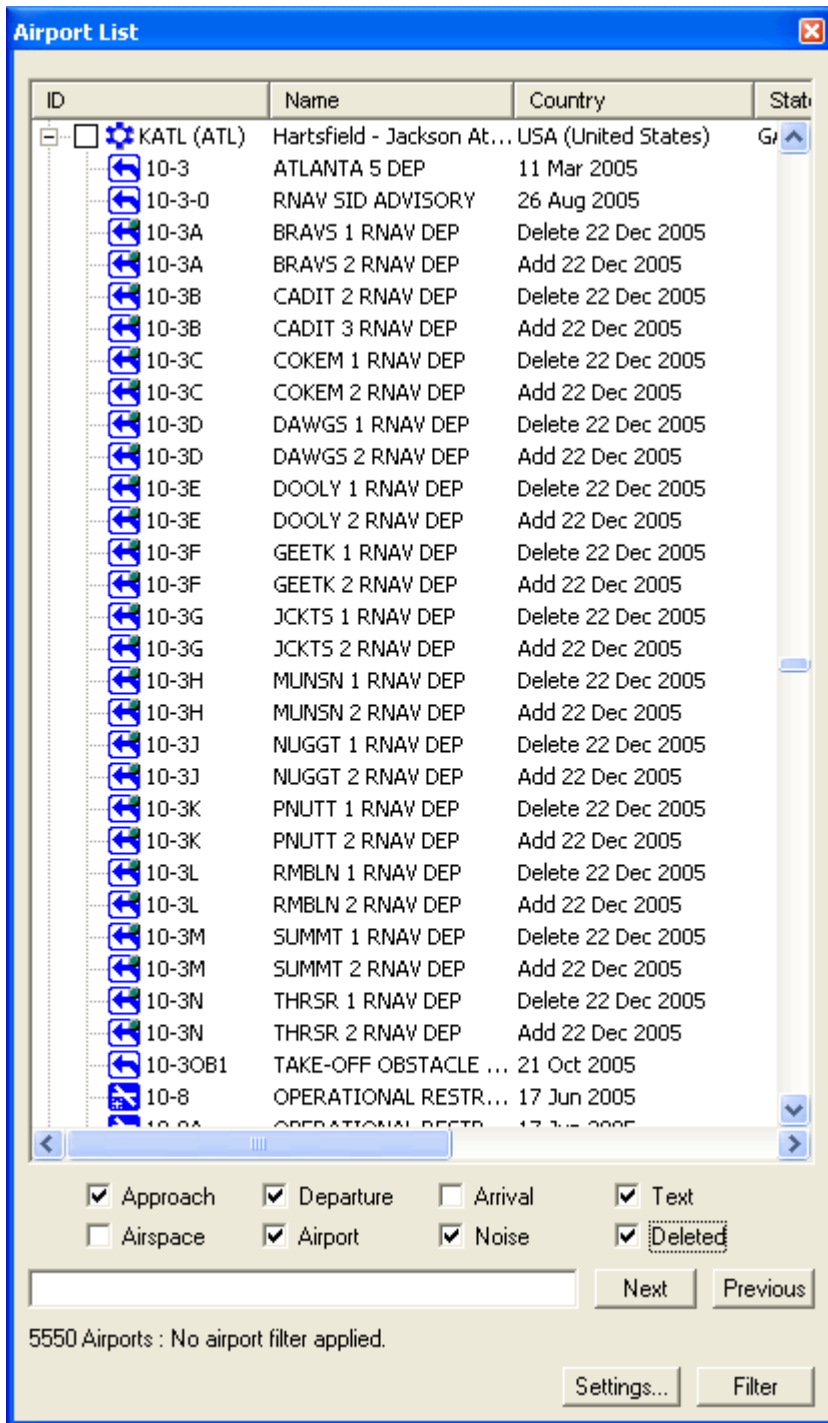 Airport List
ID Name Country Stat
KATL (ATL) Hartsfield - Jackson At... USA (United States) GA
10-3 ATLANTA 5 DEP 11 Mar 2005
10-3-0 RNAV SID ADVISORY 26 Aug 2005
10-3A BRAVS 1 RNAV DEP Delete 22 Dec 2005
10-3A BRAVS 2 RNAV DEP Add 22 Dec 2005
10-3B CADIT 2 RNAV DEP Delete 22 Dec 2005
10-3B CADIT 3 RNAV DEP Add 22 Dec 2005
10-3C COKEM 1 RNAV DEP Delete 22 Dec 2005
10-3C COKEM 2 RNAV DEP Add 22 Dec 2005
10-3D DAWGS 1 RNAV DEP Delete 22 Dec 2005
10-3D DAWGS 2 RNAV DEP Add 22 Dec 2005
10-3E DOOLY 1 RNAV DEP Delete 22 Dec 2005
10-3E DOOLY 2 RNAV DEP Add 22 Dec 2005
10-3F GEETK 1 RNAV DEP Delete 22 Dec 2005
10-3F GEETK 2 RNAV DEP Add 22 Dec 2005
10-3G JCKTS 1 RNAV DEP Delete 22 Dec 2005
10-3G JCKTS 2 RNAV DEP Add 22 Dec 2005
10-3H MUNSN 1 RNAV DEP Delete 22 Dec 2005
10-3H MUNSN 2 RNAV DEP Add 22 Dec 2005
10-3J NUGGT 1 RNAV DEP Delete 22 Dec 2005
10-3J NUGGT 2 RNAV DEP Add 22 Dec 2005
10-3K PNUTT 1 RNAV DEP Delete 22 Dec 2005
10-3K PNUTT 2 RNAV DEP Add 22 Dec 2005
10-3L RMBLN 1 RNAV DEP Delete 22 Dec 2005
10-3L RMBLN 2 RNAV DEP Add 22 Dec 2005
10-3M SUMMT 1 RNAV DEP Delete 22 Dec 2005
10-3M SUMMT 2 RNAV DEP Add 22 Dec 2005
10-3N THRSR 1 RNAV DEP Delete 22 Dec 2005
10-3N THRSR 2 RNAV DEP Add 22 Dec 2005
10-3OB1 TAKE-OFF OBSTACLE ... 21 Oct 2005
10-8 OPERATIONAL RESTR... 17 Jun 2005
OPERATIONAL RESTR... 17 Jun 2005
Approach Departure Arrival Text
Airspace Airport Noise Deleted
Next Previous
5550 Airports : No airport filter applied.
Settings... Filter